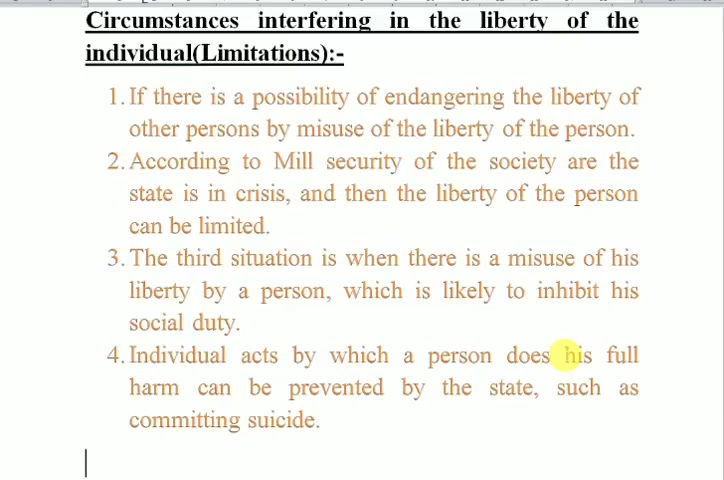 Circumstances interfering in the liberty of the
individual(Limitations):-
1. If there is a possibility of endangering the liberty of
other persons by misuse of the liberty of the person.
2. According to Mill security of the society are the
state is in crisis, and then the liberty of the person
can be limited.
3. The third situation is when there is a misuse of his
liberty by a person, which is likely to inhibit his
social duty.
4. Individual acts by which a person does his full
harm can be prevented by the state, such as
committing suicide.